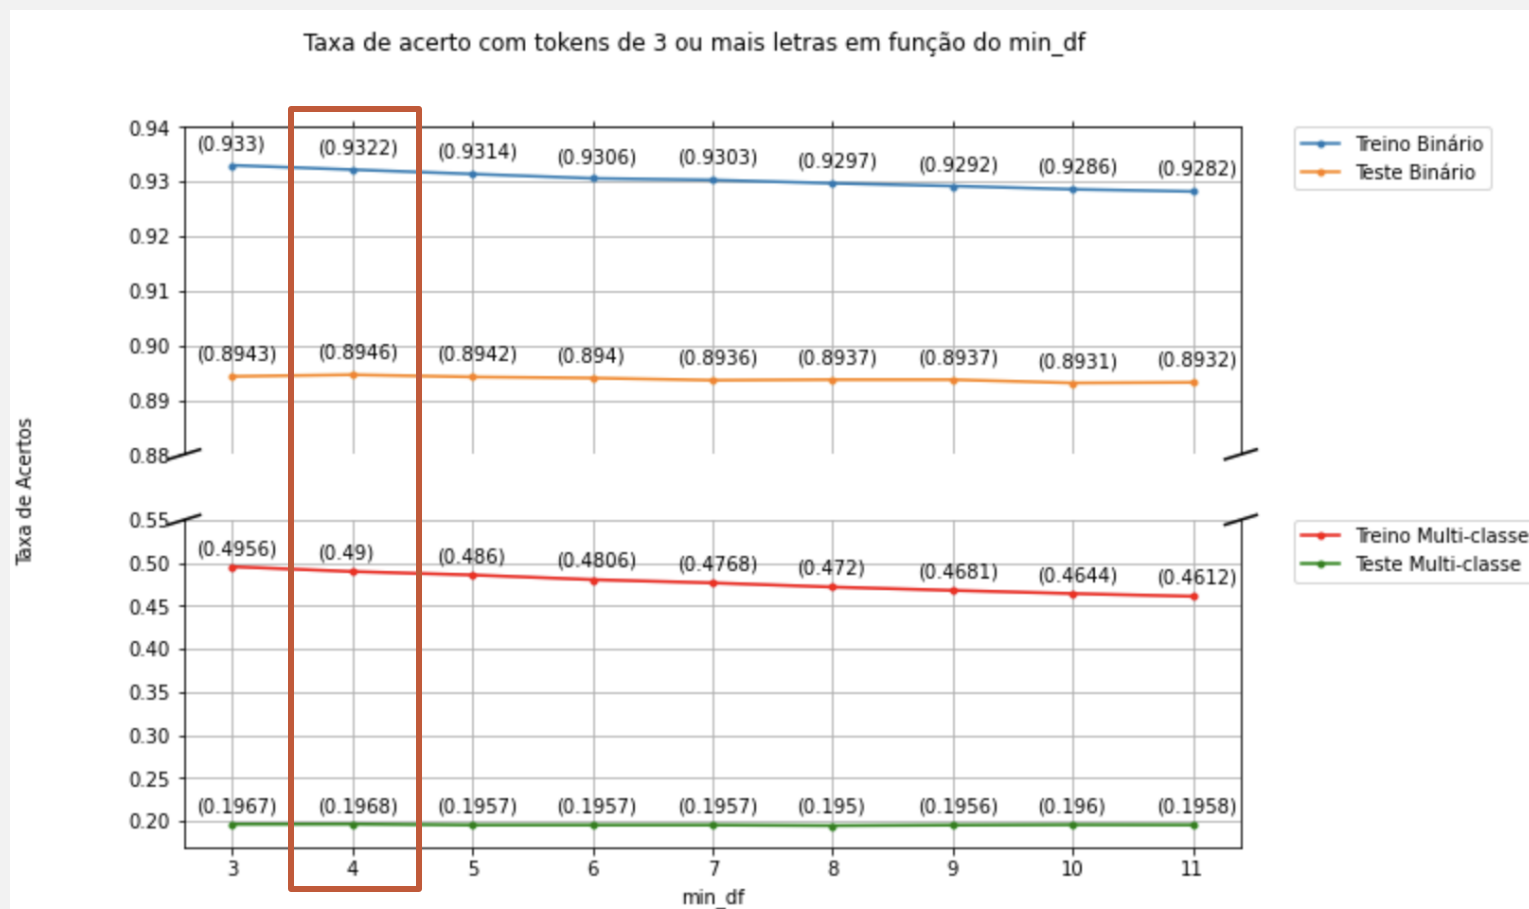 Taxa de acerto com tokens de 3 ou mais letras em função do min_df
0.94
0.93
0.92
0.91
0.90
0.89
0.88
(0.933) (0.9322) (0.9314) (0.9306) (0.9303) (0.9297) (0.9292) (0.9286) (0.9282)
(0.8943) (0.8946) (0.8942) (0.894) (0.8936) (0.8937) (0.8937) (0.8931) (0.8932)
Treino Binário
Teste Binário
Taxa de Acertos
0.55
0.50
0.45
0.40
0.35
0.30
0.25
0.20
(0.4956) (0.49) (0.486) (0.4806) (0.4768) (0.472) (0.4681) (0.4644) (0.4612)
(0.1967) (0.1968) (0.1957) (0.1957) (0.1957) (0.195) (0.1956) (0.196) (0.1958)
Treino Multi-classe
Teste Multi-classe
3 4 5 6 7 8 9 10 11
min_df